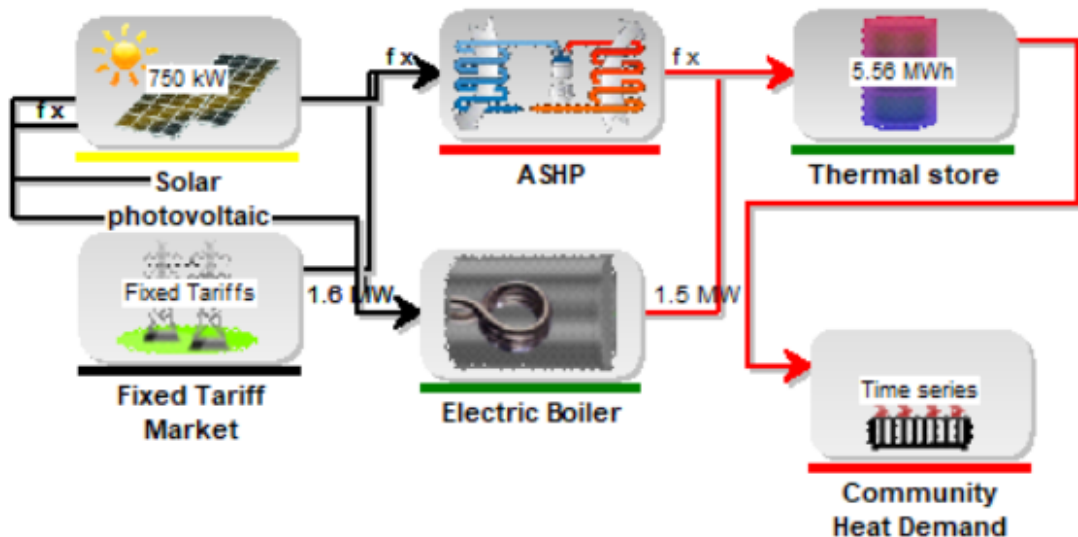 750 kW
f x
Solar
photovoltaic
f x
ASHP
f x
5.56 MWh
Thermal store
Fixed Tariffs
Fixed Tariff
Market
1.6 MW
Electric Boiler
1.5 MW
Time series
Community
Heat Demand